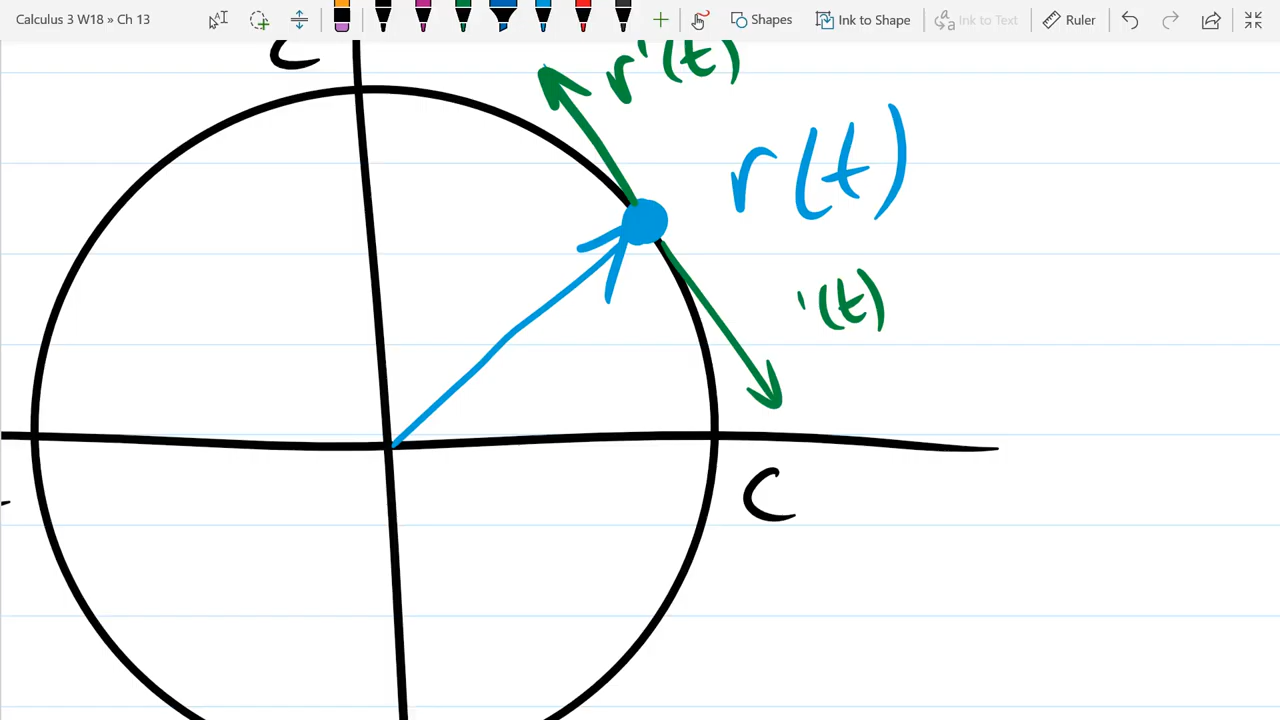 Calculus 3 W18 » Ch 13
Shapes
Ink to Shape
Ink to Text
Ruler
C
r'(t)
r(t)
'(t)
C